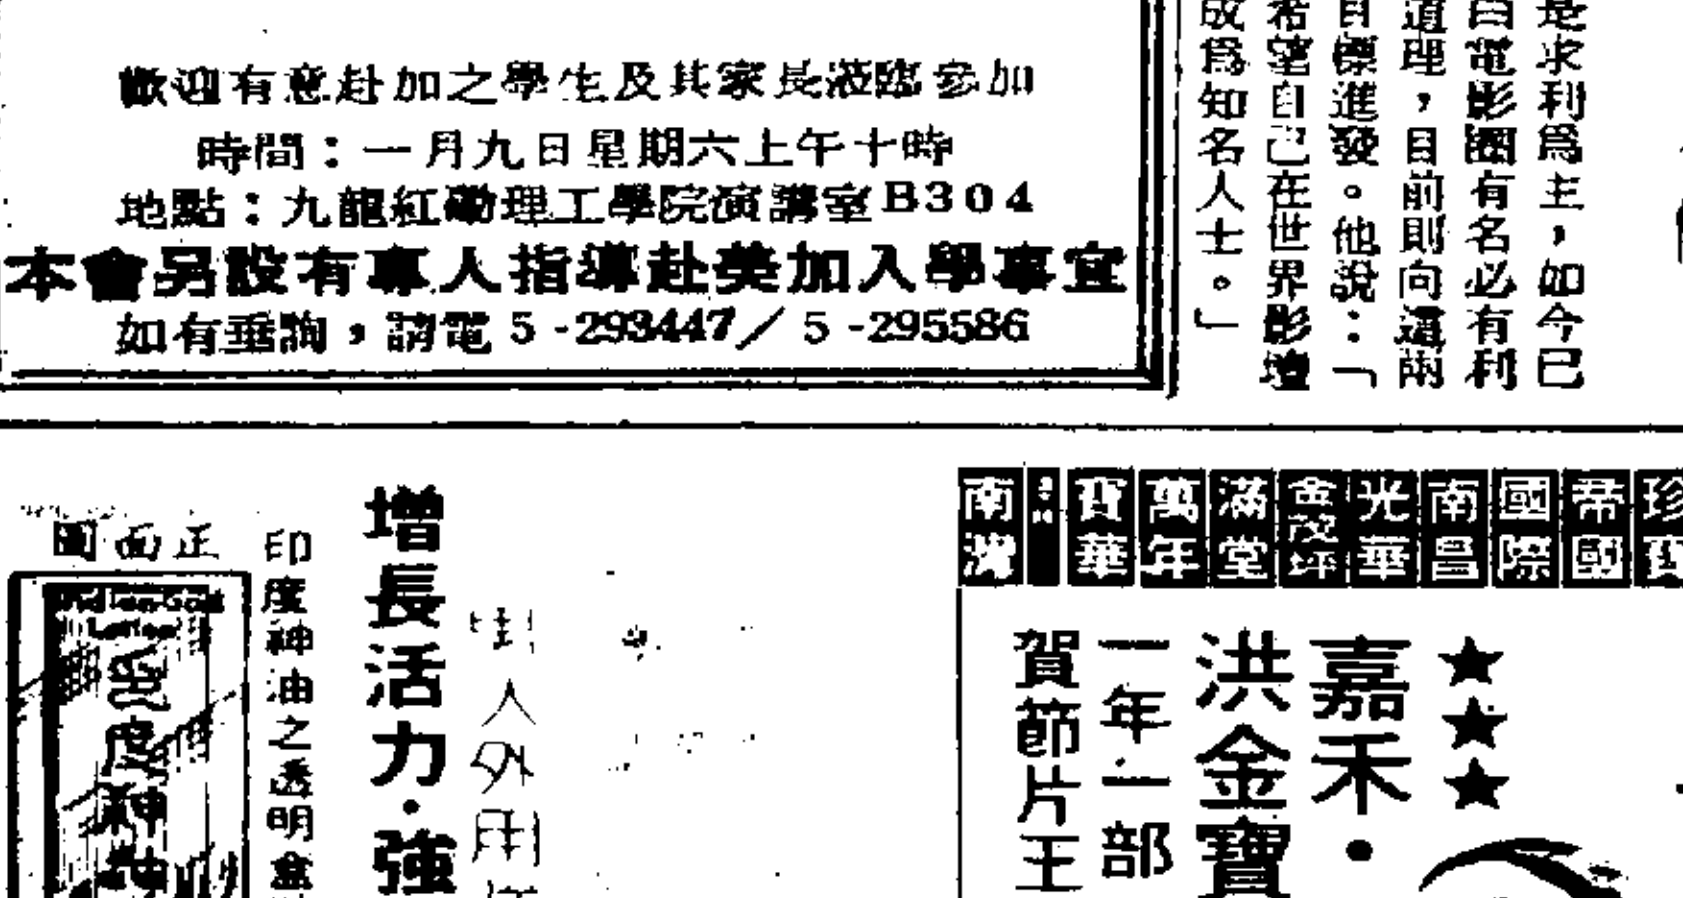 歡迎有意赴加之學生及其家長蒞臨參加
時間：一月九日星期六上午十時
地點：九龍紅磡理工學院演講室B304
本會另設有專人指導赴美加入學事宜
如有垂詢，請電 5-293447／5-295586
是求利爲主，如今已
曰電影圈有名必有利
道理，目前則向這兩
目標進發。他說：「
希望自己在世界影壇
成爲知名人士。」
珍寶
帝國
國際
南昌
光華
滿堂
萬年
寶華
南灣
★★★
嘉禾·
洪金寶
一年一部
賀節片王
增長活力·強
人外用
印度神油之透明盒
正面圖
印度神油